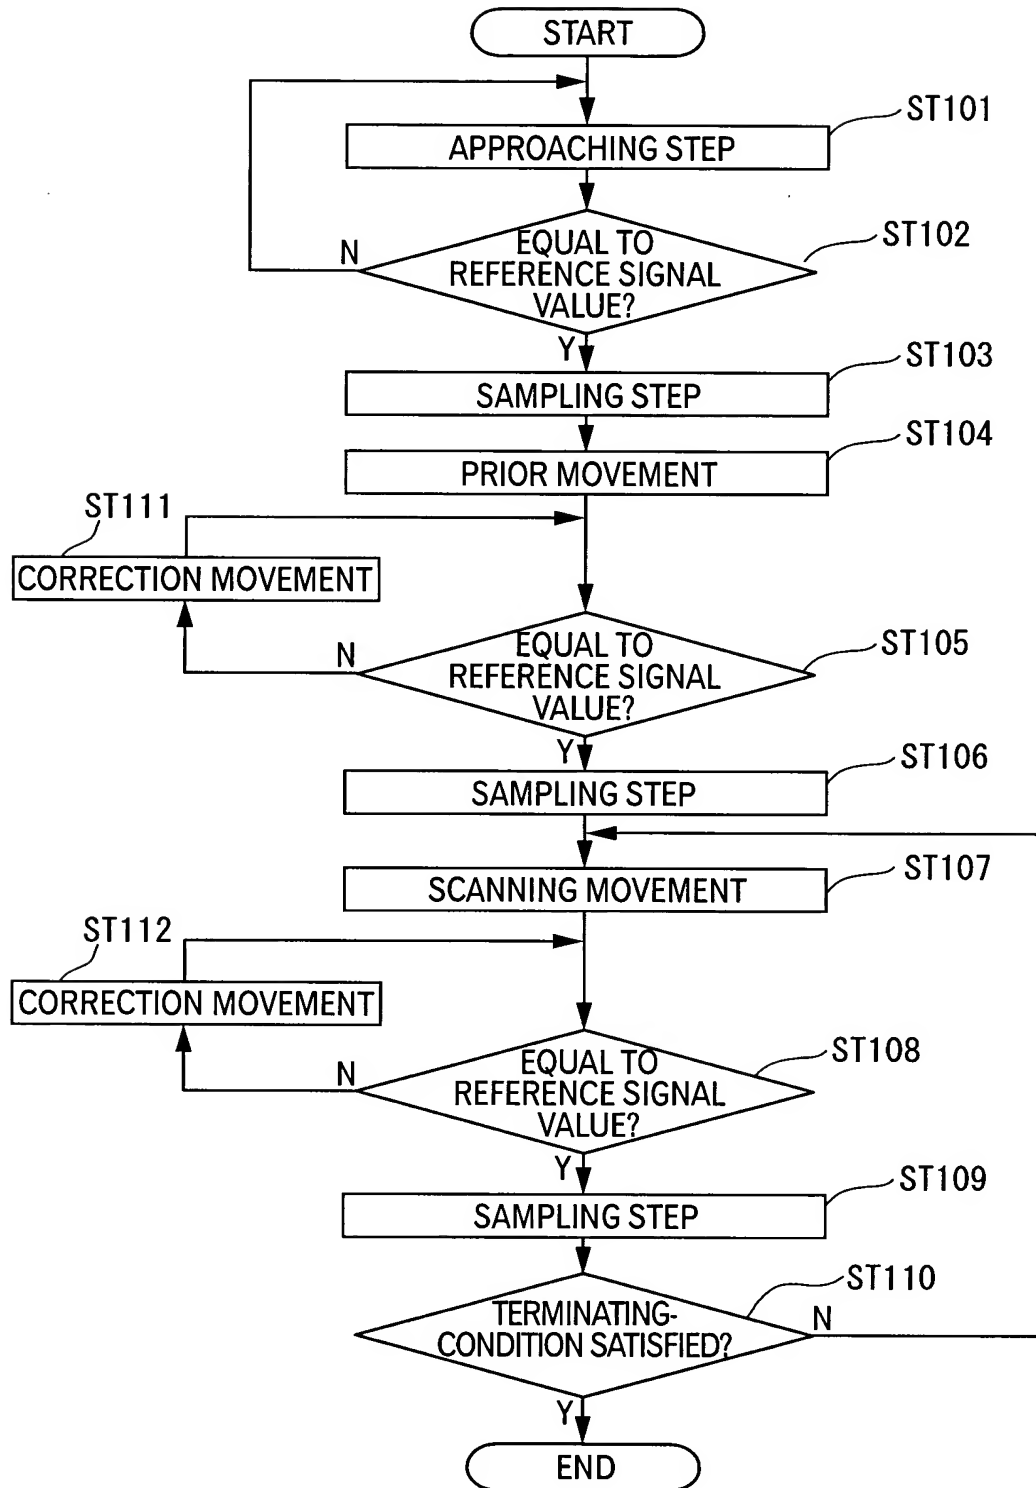 START
ST101
APPROACHING STEP
ST102
EQUAL TO
REFERENCE SIGNAL
VALUE?
N
Y
ST103
SAMPLING STEP
ST104
PRIOR MOVEMENT
ST111
CORRECTION MOVEMENT
ST105
EQUAL TO
REFERENCE SIGNAL
VALUE?
N
Y
ST106
SAMPLING STEP
ST107
SCANNING MOVEMENT
ST112
CORRECTION MOVEMENT
ST108
EQUAL TO
REFERENCE SIGNAL
VALUE?
N
Y
ST109
SAMPLING STEP
ST110
TERMINATING-
CONDITION SATISFIED?
N
Y
END